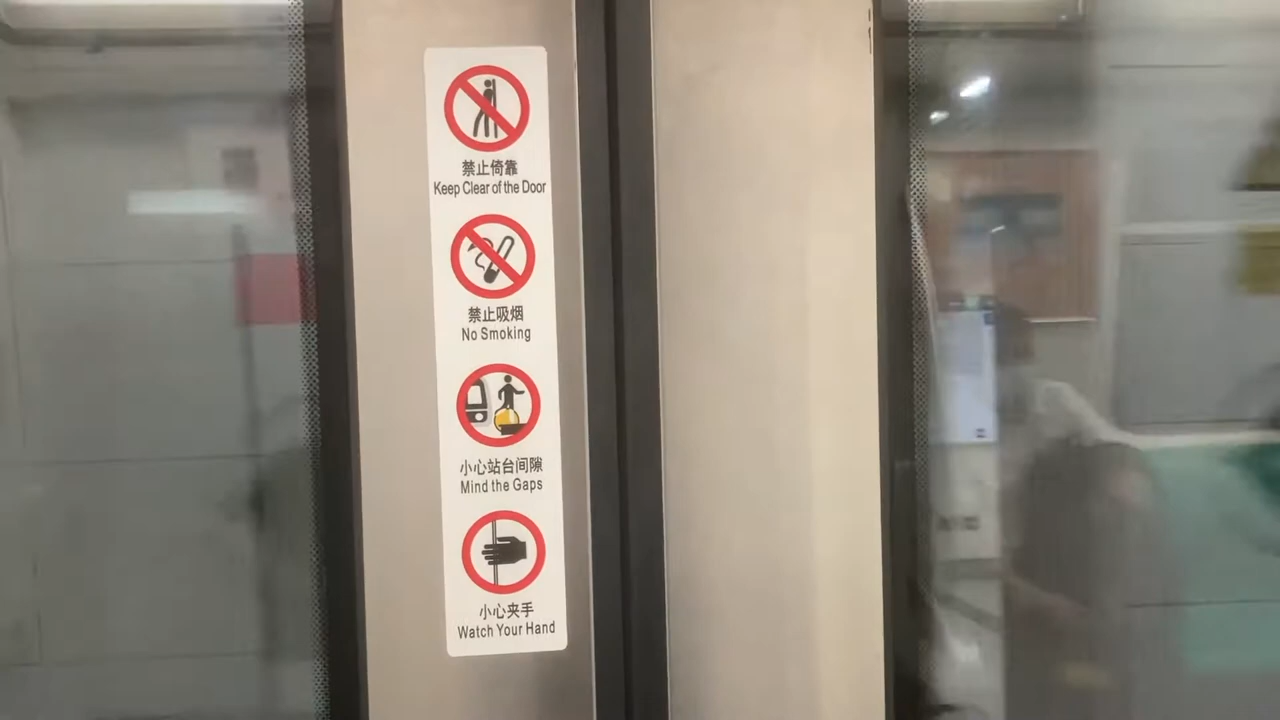 禁止倚靠
Keep Clear of the Door
禁止吸烟
No Smoking
小心站台间隙
Mind the Gaps
小心夹手
Watch Your Hand